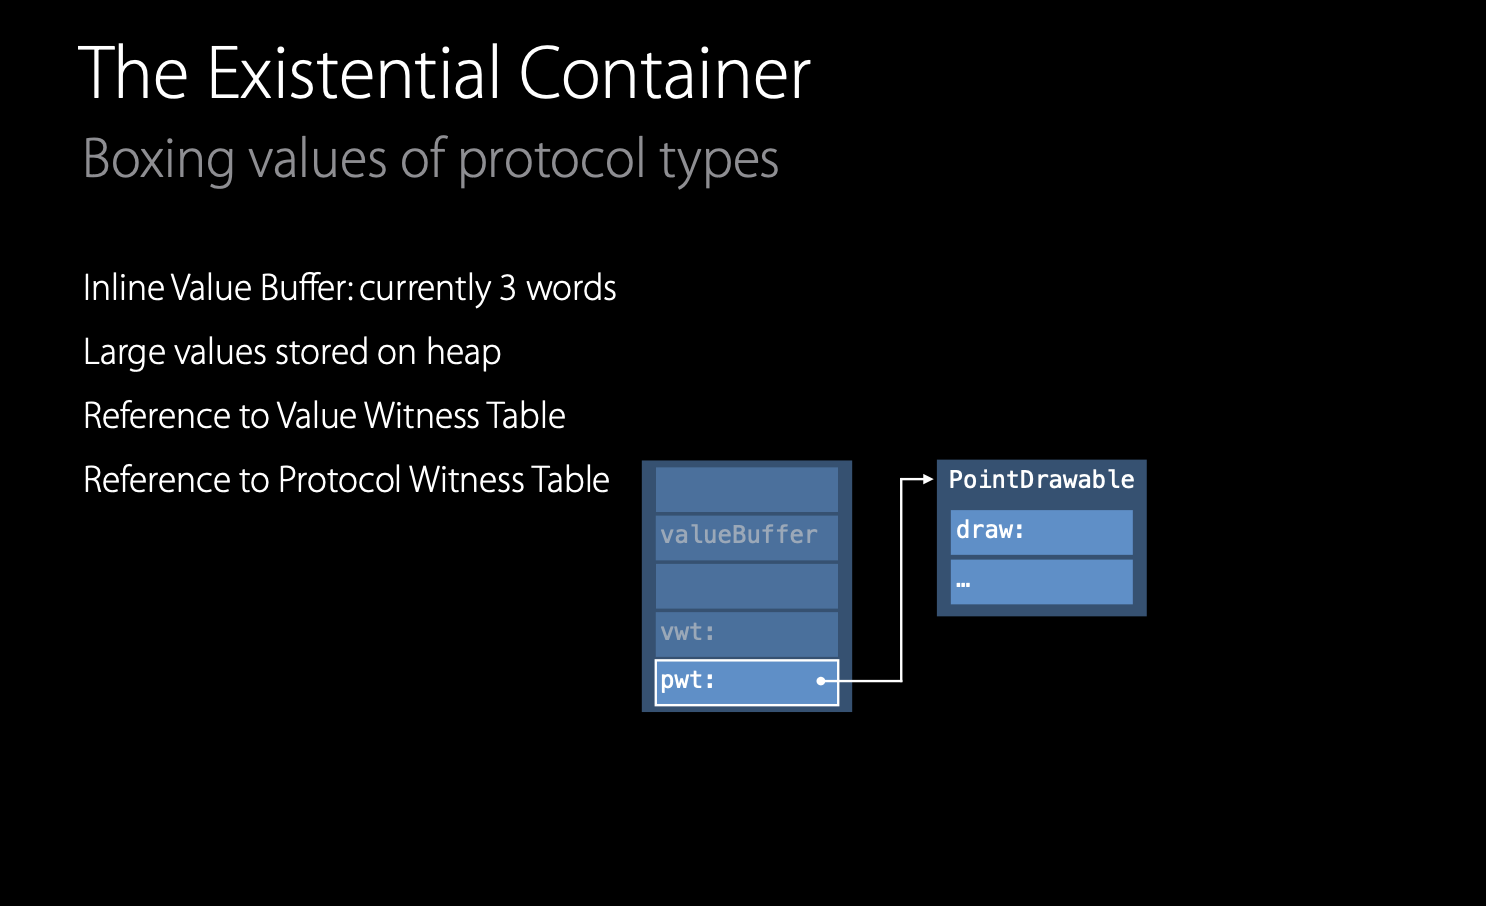 The Existential Container
Boxing values of protocol types
Inline Value Buffer: currently 3 words
Large values stored on heap
Reference to Value Witness Table
Reference to Protocol Witness Table
valueBuffer
vwt:
pwt:
PointDrawable
draw:
…